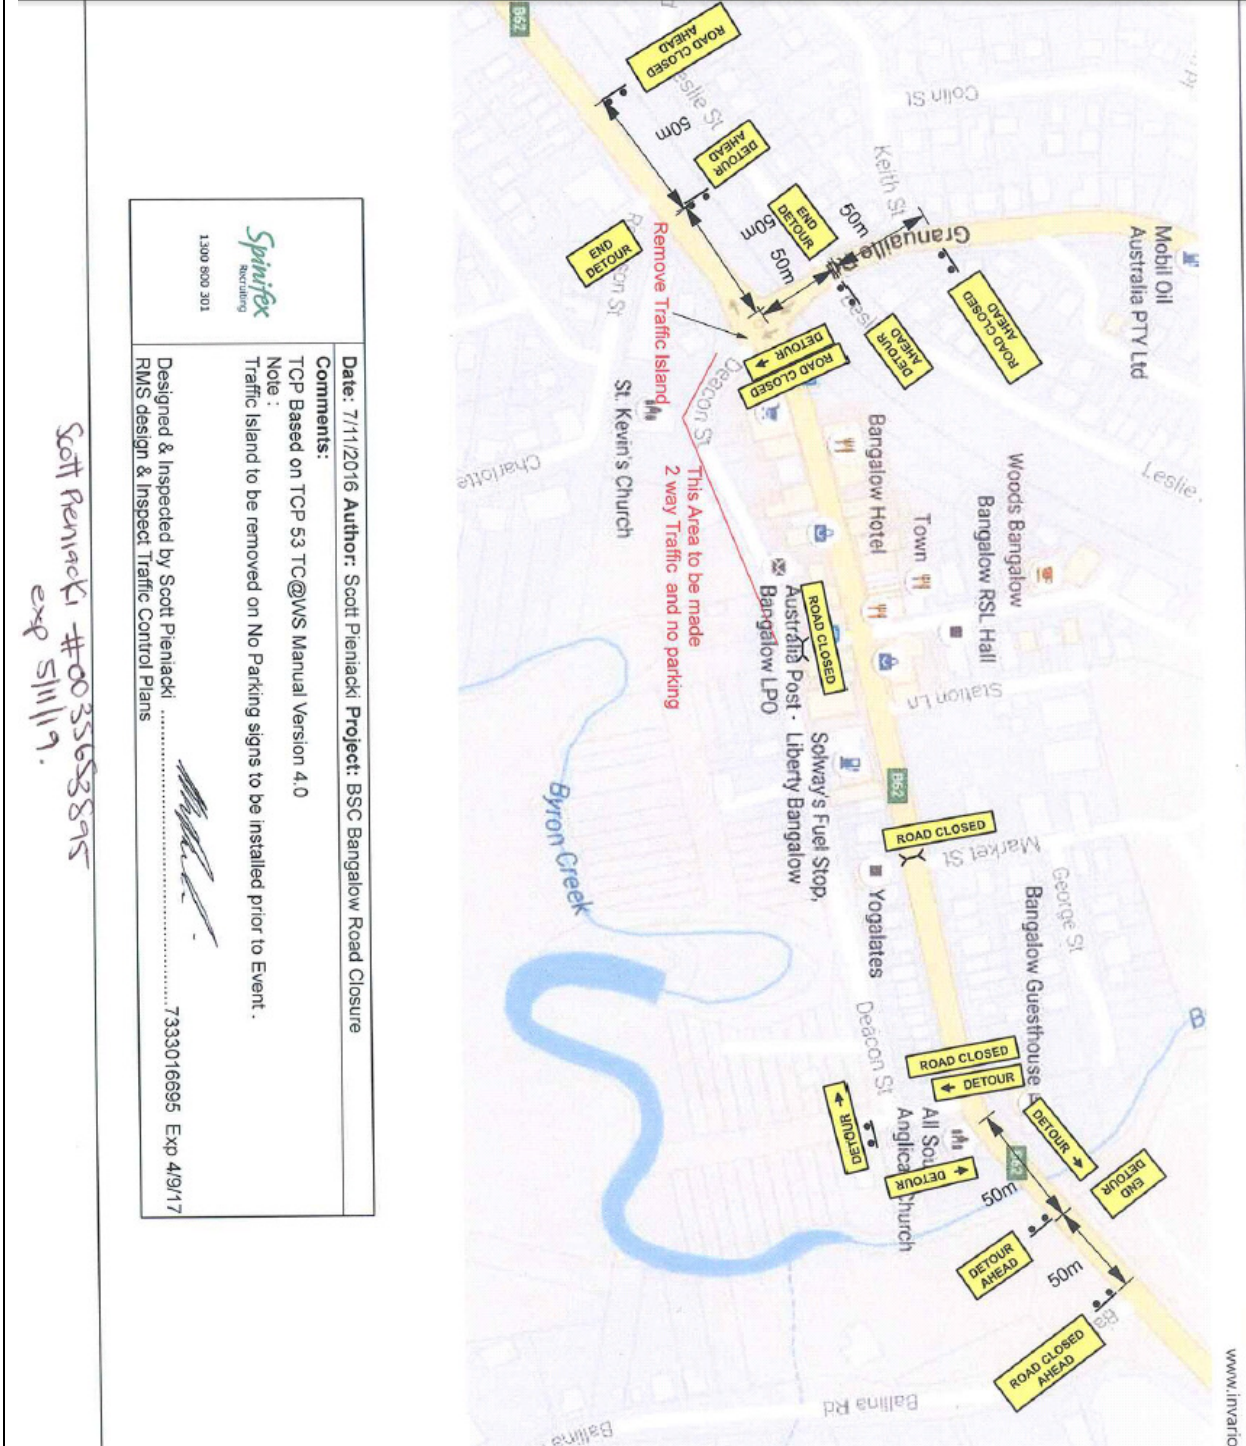 www.invario
Mobil Oil
Australia PTY Ltd
Woods Bangalow
Bangalow RSL Hall
Town
Bangalow Hotel
Leslie
Colin St
Keith St
Granuaille
Leslie St
Station Ln
Market St
George St
Bangalow Guesthouse
Yogalates
Solway's Fuel Stop,
Liberty Bangalow
Australia Post -
Bangalow LPO
Deacon St
Deacon St
St. Kevin's Church
Charlotte
Byron Creek
Anglica Church
Ballina Rd
Ballina
B62
B62
B62
ROAD CLOSED
AHEAD
50m
DETOUR
AHEAD
50m
END
DETOUR
END
DETOUR
50m
50m
ROAD CLOSED
AHEAD
DETOUR
AHEAD
DETOUR
ROAD CLOSED
ROAD CLOSED
ROAD CLOSED
ROAD CLOSED
DETOUR
DETOUR
END
DETOUR
DETOUR
DETOUR
50m
DETOUR
AHEAD
50m
ROAD CLOSED
AHEAD
Remove Traffic Island
This Area to be made
2 way Traffic and no parking
Date: 7/11/2016 Author: Scott Pieniacki Project: BSC Bangalow Road Closure
Comments:
TCP Based on TCP 53 TC@WS Manual Version 4.0
Note :
Traffic Island to be removed on No Parking signs to be installed prior to Event .
Spinifex
Recruiting
1300 600 301
Designed & Inspected by Scott Pieniacki ........ 7333016695 Exp 4/9/17
RMS design & Inspect Traffic Control Plans
Scott Pieniacki #0035653895
exp 5/11/19.